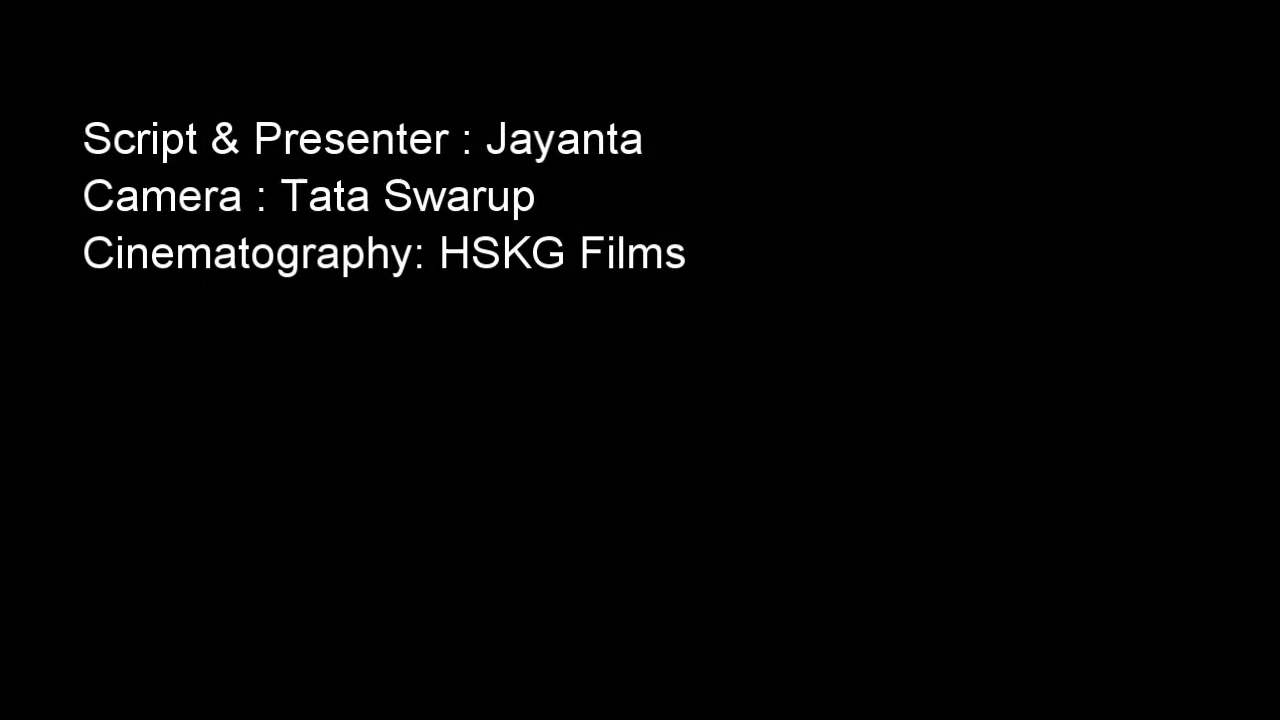 Script & Presenter : Jayanta
Camera : Tata Swarup
Cinematography: HSKG Films